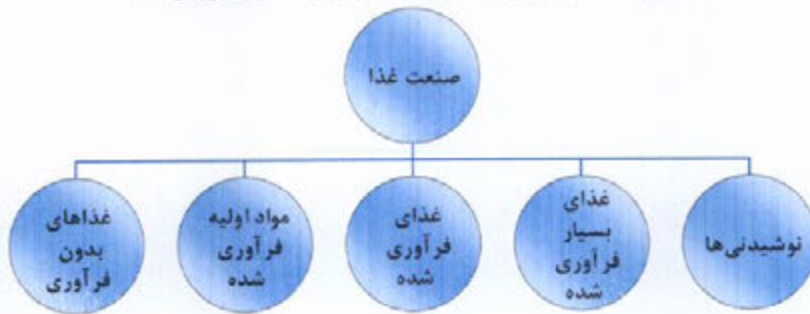 صنعت غذا
نوشیدنی‌ها
غذای
بسیار
فرآوری
شده
غذای
فرآوری
شده
مواد اولیه
فرآوری
شده
غذاهای
بدون
فرآوری